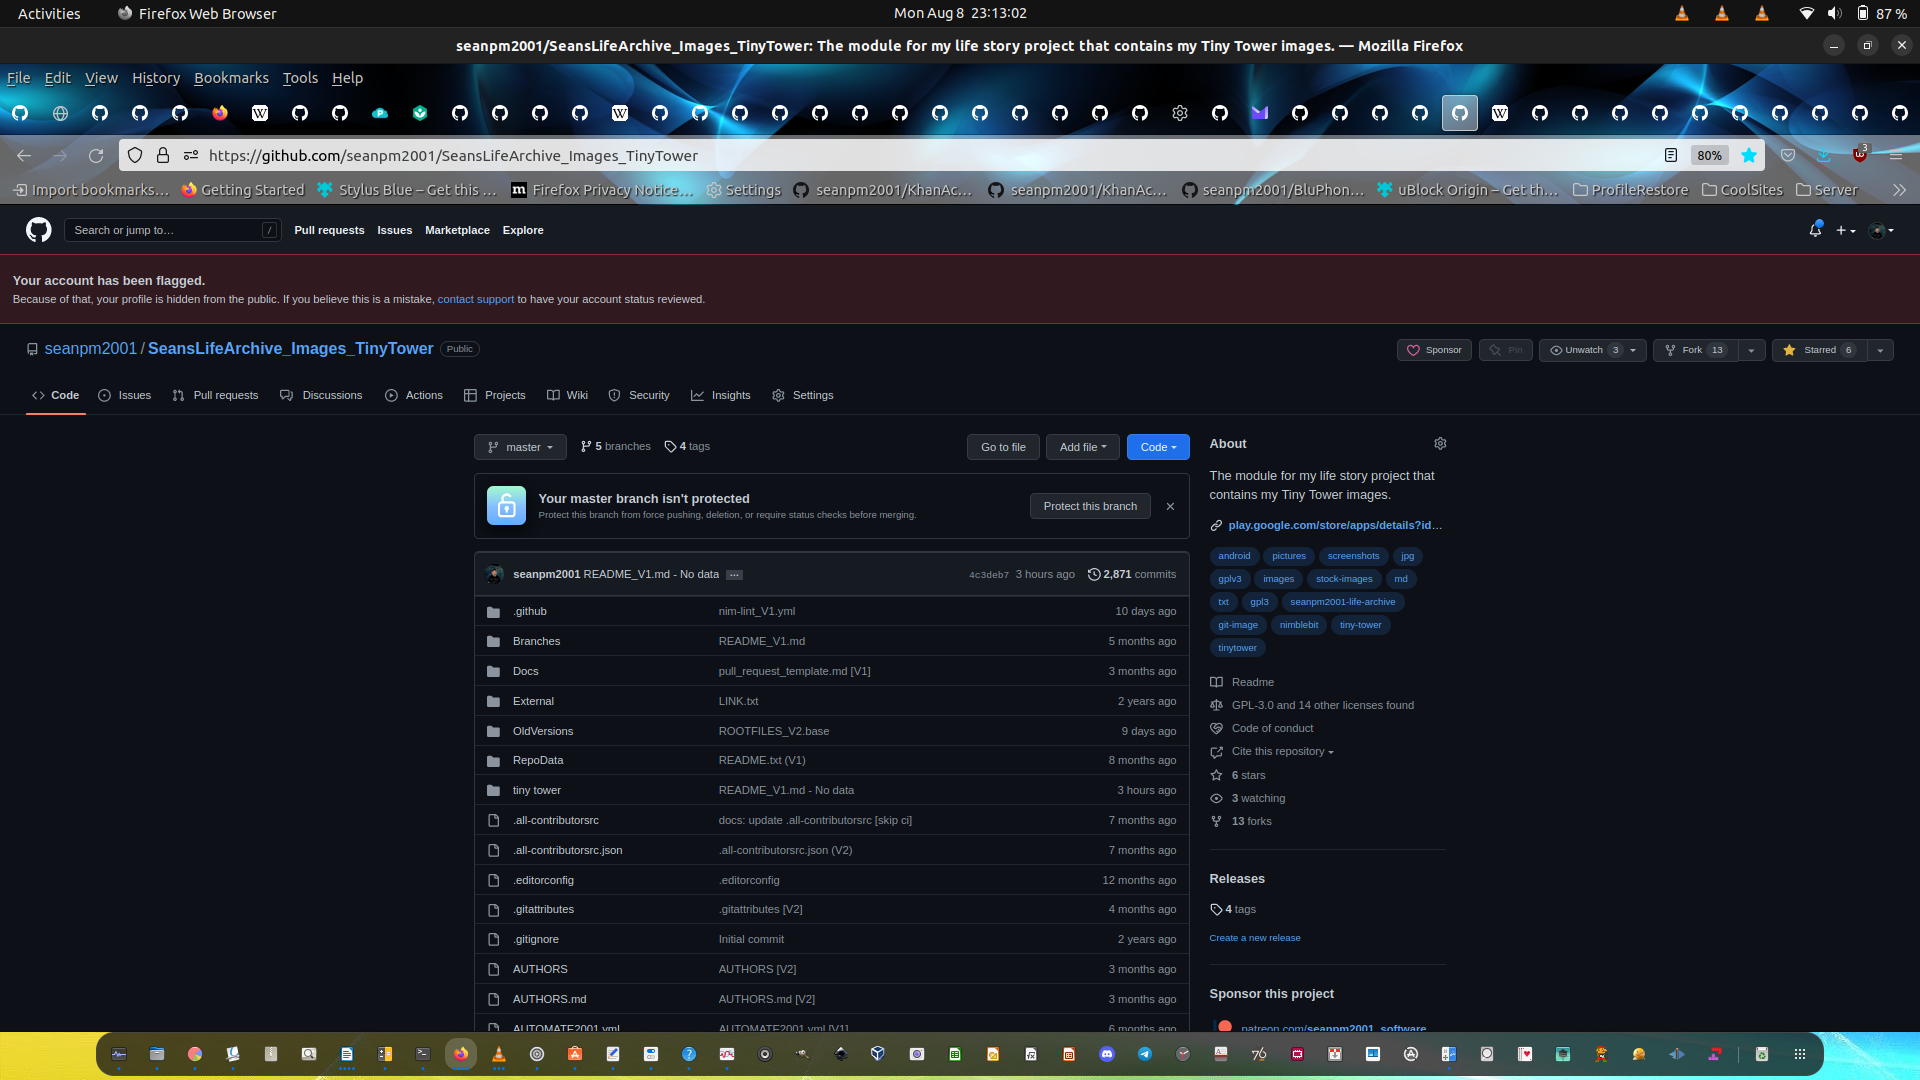 Activities Firefox Web Browser Mon Aug 8 23:13:02 87 %
seanpm2001/SeansLifeArchive_Images_TinyTower: The module for my life story project that contains my Tiny Tower images. — Mozilla Firefox
File Edit View History Bookmarks Tools Help
https://github.com/seanpm2001/SeansLifeArchive_Images_TinyTower 80% 3
Import bookmarks… Getting Started Stylus Blue – Get this … Firefox Privacy Notice… Settings seanpm2001/KhanAc… seanpm2001/KhanAc… seanpm2001/BluPhon… uBlock Origin – Get th… ProfileRestore CoolSites Server
Search or jump to… / Pull requests Issues Marketplace Explore
Your account has been flagged.
Because of that, your profile is hidden from the public. If you believe this is a mistake, contact support to have your account status reviewed.
seanpm2001 / SeansLifeArchive_Images_TinyTower Public Sponsor Pin Unwatch 3 Fork 13 Starred 6
Code Issues Pull requests Discussions Actions Projects Wiki Security Insights Settings
master 5 branches 4 tags Go to file Add file Code
Your master branch isn't protected
Protect this branch from force pushing, deletion, or require status checks before merging.
Protect this branch
seanpm2001 README_V1.md - No data … 4c3deb7 3 hours ago 2,871 commits
.github nim-lint_V1.yml 10 days ago
Branches README_V1.md 5 months ago
Docs pull_request_template.md [V1] 3 months ago
External LINK.txt 2 years ago
OldVersions ROOTFILES_V2.base 9 days ago
RepoData README.txt (V1) 8 months ago
tiny tower README_V1.md - No data 3 hours ago
.all-contributorsrc docs: update .all-contributorsrc [skip ci] 7 months ago
.all-contributorsrc.json .all-contributorsrc.json (V2) 7 months ago
.editorconfig .editorconfig 12 months ago
.gitattributes .gitattributes [V2] 4 months ago
.gitignore Initial commit 2 years ago
AUTHORS AUTHORS [V2] 3 months ago
AUTHORS.md AUTHORS.md [V2] 3 months ago
AUTOMATE2001.yml AUTOMATE2001.yml [V1] 6 months ago
About
The module for my life story project that
contains my Tiny Tower images.
play.google.com/store/apps/details?id…
android pictures screenshots jpg
gplv3 images stock-images md
txt gpl3 seanpm2001-life-archive
git-image nimblebit tiny-tower
tinytower
Readme
GPL-3.0 and 14 other licenses found
Code of conduct
Cite this repository
6 stars
3 watching
13 forks
Releases
4 tags
Create a new release
Sponsor this project
patreon.com/seanpm2001_software